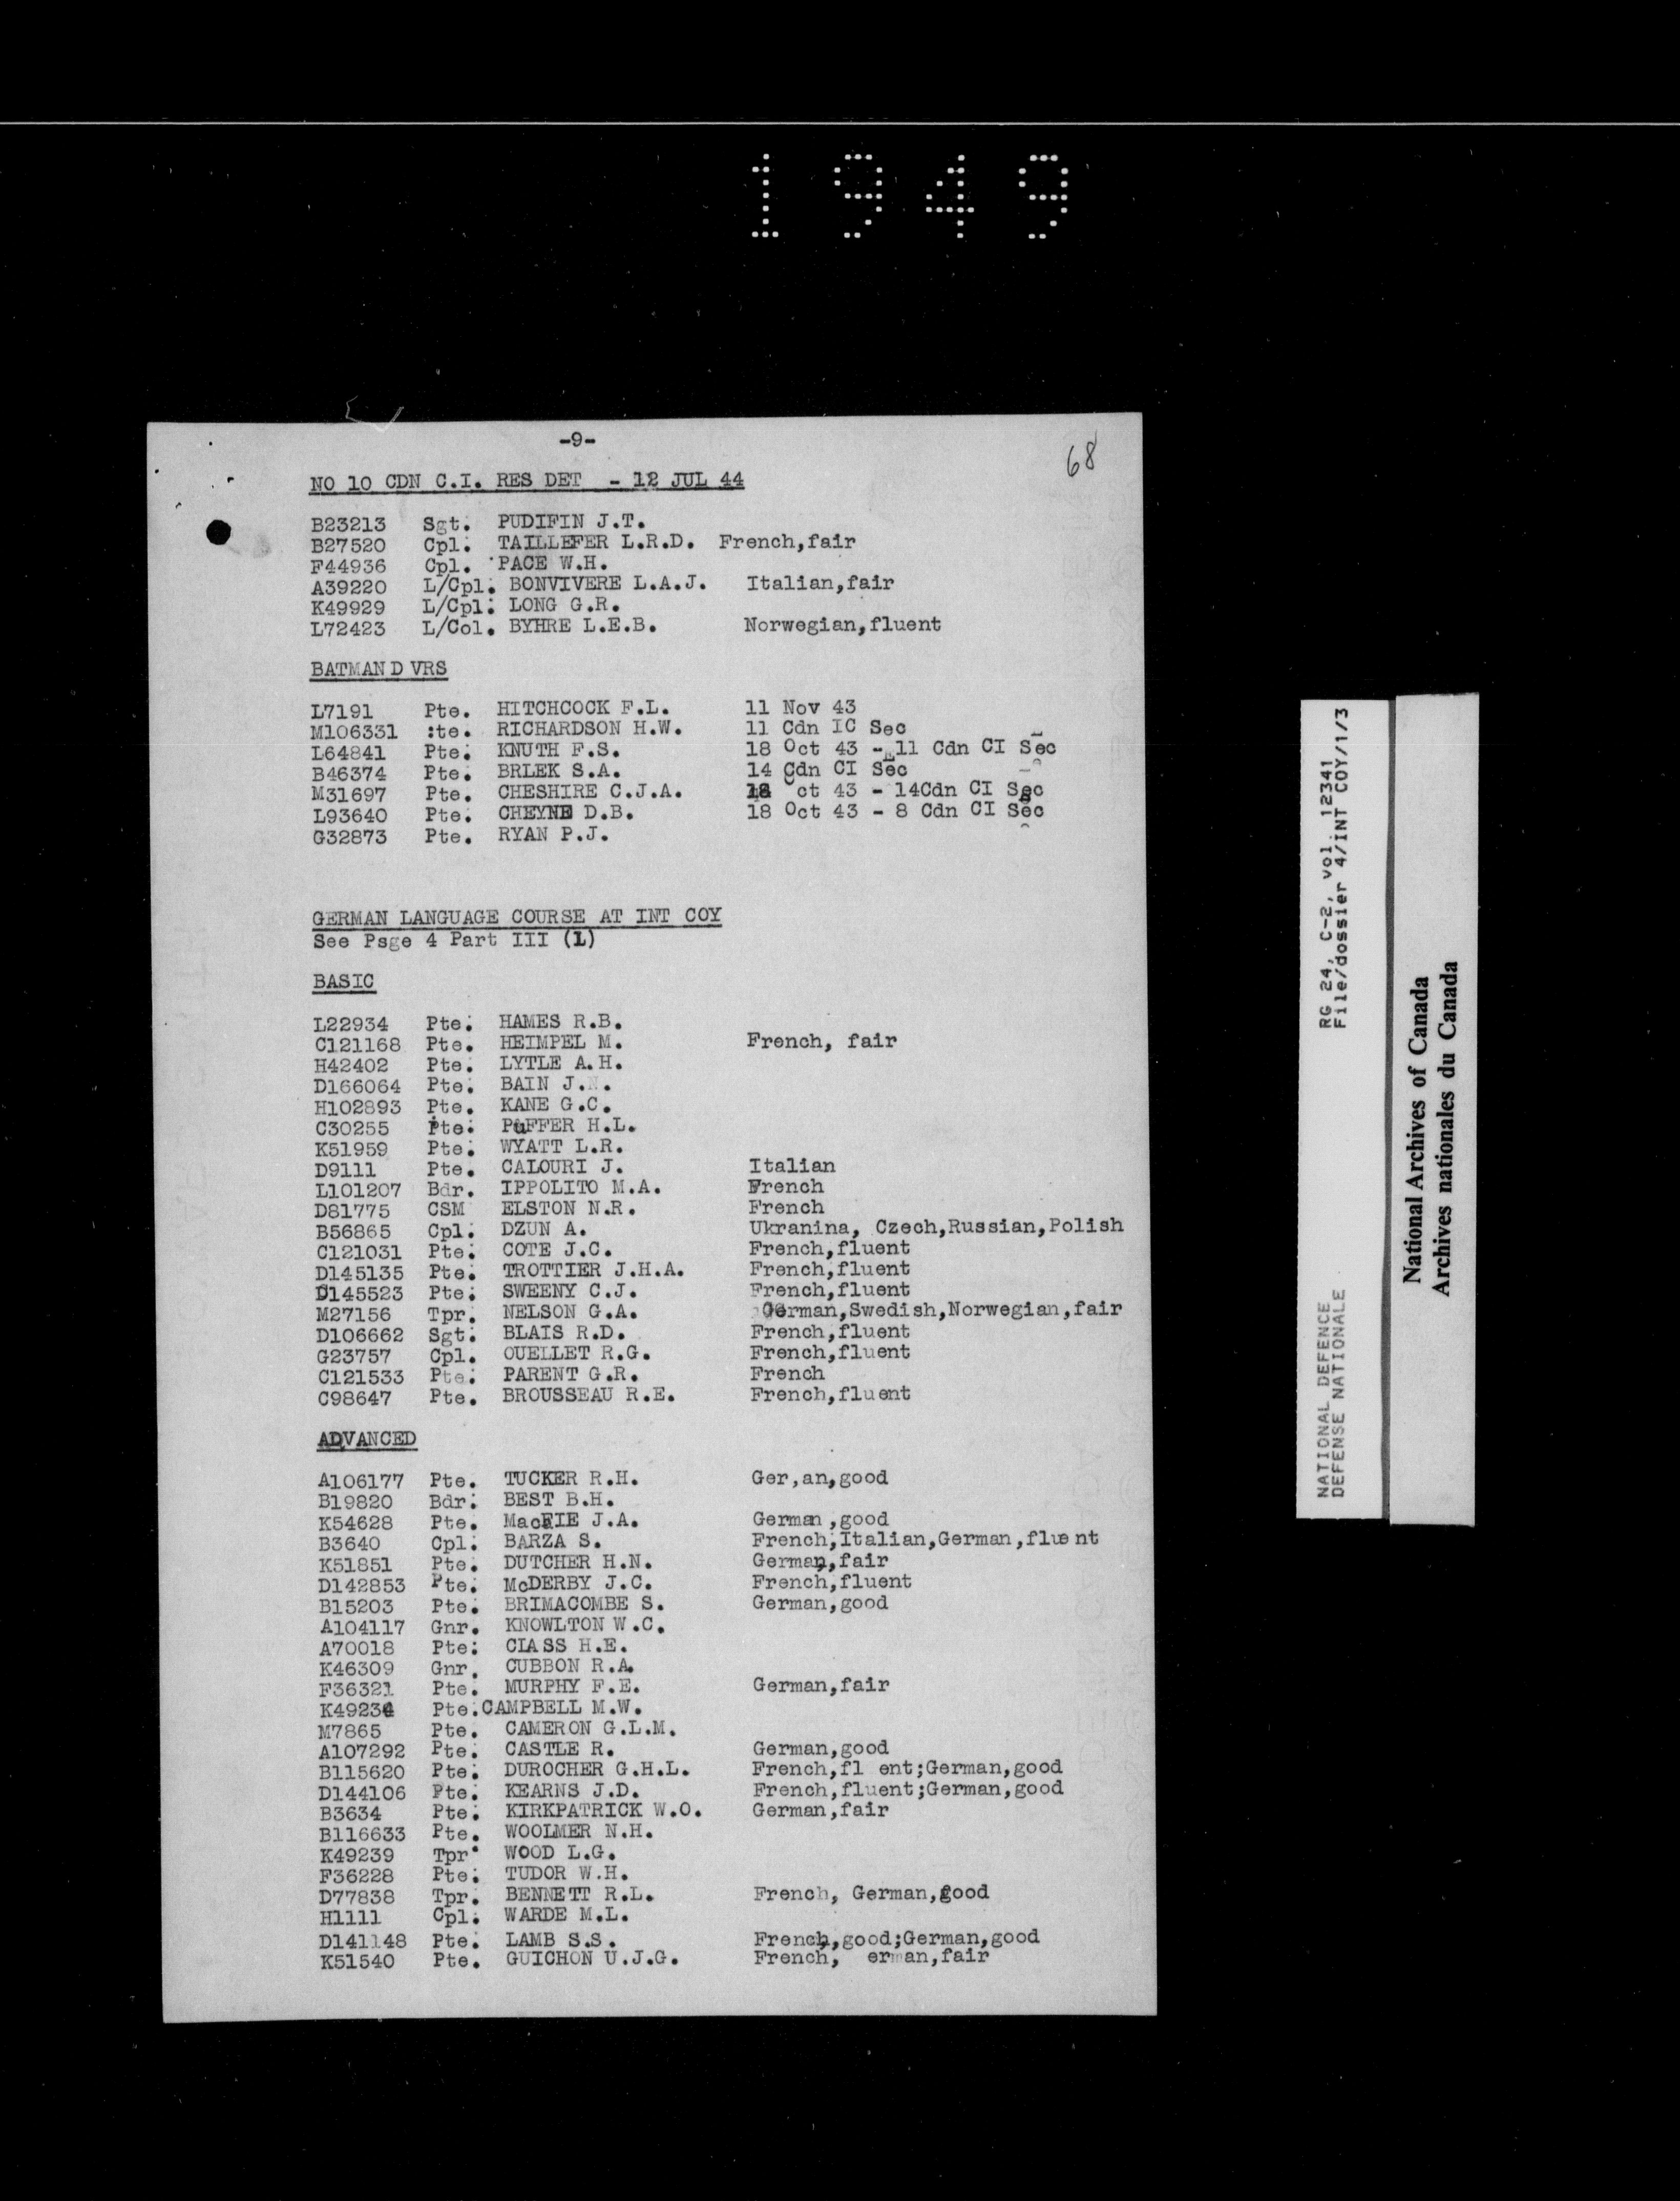 1949
-9-
68
NO 10 CDN C.I. RES DET - 12 JUL 44
B23213 Sgt. PUDIFIN J.T.
B27520 Cpl. TAILLEFER L.R.D. French,fair
F44936 Cpl. PACE W.H.
A39220 L/Cpl. BONVIVERE L.A.J. Italian,fair
K49929 L/Cpl. LONG G.R.
L72423 L/Col. BYHRE L.E.B. Norwegian,fluent
BATMAN D VRS
L7191 Pte. HITCHCOCK F.L. 11 Nov 43
M106331 :te. RICHARDSON H.W. 11 Cdn IC Sec
L64841 Pte. KNUTH F.S. 18 Oct 43 - 11 Cdn CI Sec
B46374 Pte. BRLEK S.A. 14 Cdn CI Sec
M31697 Pte. CHESHIRE C.J.A. 18 ct 43 - 14Cdn CI Sec
L93640 Pte. CHEYNE D.B. 18 Oct 43 - 8 Cdn CI Sec
G32873 Pte. RYAN P.J.
GERMAN LANGUAGE COURSE AT INT COY
See Psge 4 Part III (L)
BASIC
L22934 Pte. HAMES R.B.
C121168 Pte. HEIMPEL M. French, fair
H42402 Pte. LYTLE A.H.
D166064 Pte. BAIN J.N.
H102893 Pte. KANE G.C.
C30255 Pte. PuFFER H.L.
K51959 Pte. WYATT L.R.
D9111 Pte. CALOURI J. Italian
L101207 Bdr. IPPOLITO M.A. French
D81775 CSM ELSTON N.R. French
B56865 Cpl. DZUN A. Ukranina, Czech,Russian,Polish
C121031 Pte. COTE J.C. French,fluent
D145135 Pte. TROTTIER J.H.A. French,fluent
D145523 Pte. SWEENY C.J. French,fluent
M27156 Tpr. NELSON G.A. German,Swedish,Norwegian,fair
D106662 Sgt. BLAIS R.D. French,fluent
G23757 Cpl. OUELLET R.G. French,fluent
C121533 Pte. PARENT G.R. French
C98647 Pte. BROUSSEAU R.E. French,fluent
ADVANCED
A106177 Pte. TUCKER R.H. Ger,an,good
B19820 Bdr. BEST B.H.
K54628 Pte. MacFIE J.A. German ,good
B3640 Cpl. BARZA S. French,Italian,German,fluent
K51851 Pte. DUTCHER H.N. German,fair
D142853 Pte. McDERBY J.C. French,fluent
B15203 Pte. BRIMACOMBE S. German,good
A104117 Gnr. KNOWLTON W.C.
A70018 Pte. CLASS H.E.
K46309 Gnr. CUBBON R.A.
F36321 Pte. MURPHY F.E. German,fair
K49234 Pte.CAMPBELL M.W.
M7865 Pte. CAMERON G.L.M.
A107292 Pte. CASTLE R. German,good
B115620 Pte. DUROCHER G.H.L. French,fl ent;German,good
D144106 Pte. KEARNS J.D. French,fluent;German,good
B3634 Pte. KIRKPATRICK W.O. German,fair
B116633 Pte. WOOLMER N.H.
K49239 Tpr. WOOD L.G.
F36228 Pte. TUDOR W.H.
D77838 Tpr. BENNETT R.L. French, German,good
H1111 Cpl. WARDE M.L.
D141148 Pte. LAMB S.S. French,good;German,good
K51540 Pte. GUICHON U.J.G. French, erman,fair
NATIONAL DEFENCE RG 24, C-2, vol. 12341
DEFENSE NATIONALE File/dossier 4/INT COY/1/3
National Archives of Canada
Archives nationales du Canada